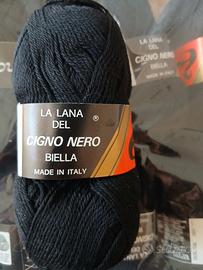 LA LANA
DEL ®
CIGNO NERO
BIELLA
MADE IN ITALY